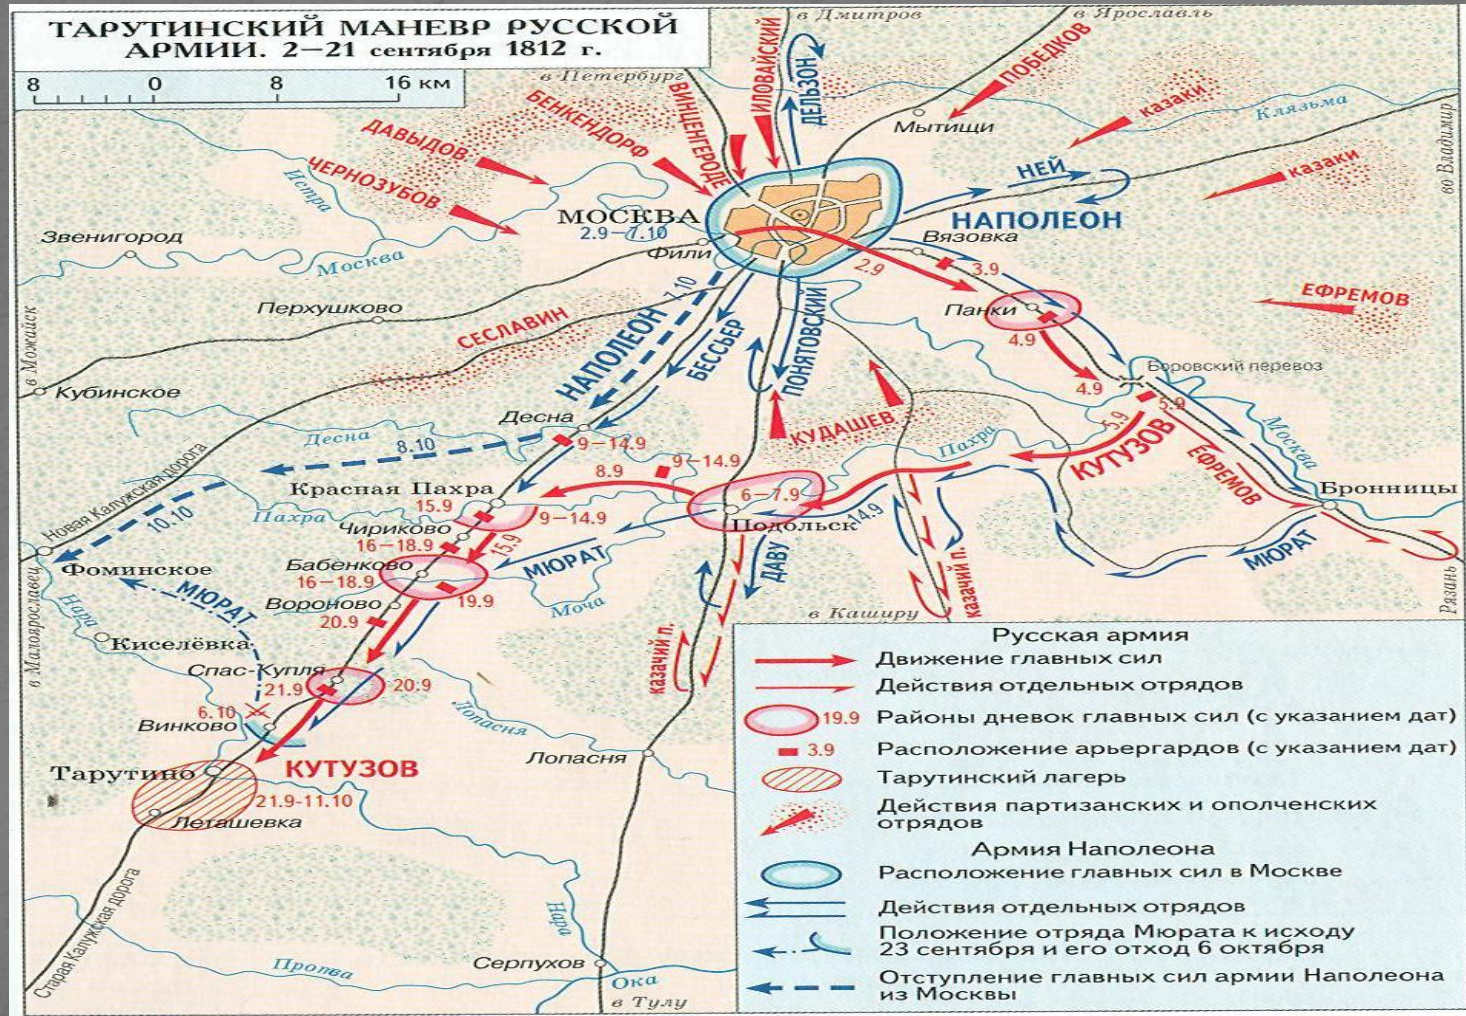 ТАРУТИНСКИЙ МАНЕВР РУССКОЙ
АРМИИ. 2—21 сентября 1812 г.
8 0 8 16 км
в Дмитров
в Ярославль
в Петербург
ИЛОВАЙСКИЙ
ДЕЛЬЗОН
ПОБЕДКОВ
ВИНЦЕНГЕРОДЕ
БЕНКЕНДОРФ
казаки
Клязьма
Мытищи
ДАВЫДОВ
ЧЕРНОЗУБОВ
Истра
НЕЙ
казаки
во Владимир
МОСКВА
2.9—7.10
НАПОЛЕОН
Звенигород
Москва
Фили
Вязовка
2.9
3.9
Перхушково
7.10
Панки
ЕФРЕМОВ
4.9
в Можайск
СЕСЛАВИН
НАПОЛЕОН
БЕССЬЕР
ПОНЯТОВСКИЙ
Боровский перевоз
Кубинское
4.9
5.9
Десна
Десна
8.10
9—14.9
КУДАШЕВ
Пахра
5.9
КУТУЗОВ
Москва
ЕФРЕМОВ
Новая Калужская дорога
8.9
9—14.9
Красная Пахра
6—7.9
Бронницы
15.9
9—14.9
Подольск
14.9
10.10
Пахра
Чириково
16—18.9
15.9
МЮРАТ
ДАВУ
МЮРАТ
Фоминское
Бабенково
16—18.9
казачий п.
Рязань
МЮРАТ
19.9
Моча
Нара
Вороново
20.9
в Каширу
в Малоярославец
Киселёвка
Спас-Купля
21.9
20.9
казачий п.
6.10
Винково
Лопасня
Лопасня
Тарутино
КУТУЗОВ
21.9-11.10
Леташевка
Старая Калужская дорога
Нара
Протва
Серпухов
Ока
в Тулу
Русская армия
Движение главных сил
Действия отдельных отрядов
19.9 Районы дневок главных сил (с указанием дат)
3.9 Расположение арьергардов (с указанием дат)
Тарутинский лагерь
Действия партизанских и ополченских
отрядов
Армия Наполеона
Расположение главных сил в Москве
Действия отдельных отрядов
Положение отряда Мюрата к исходу
23 сентября и его отход 6 октября
Отступление главных сил армии Наполеона
из Москвы